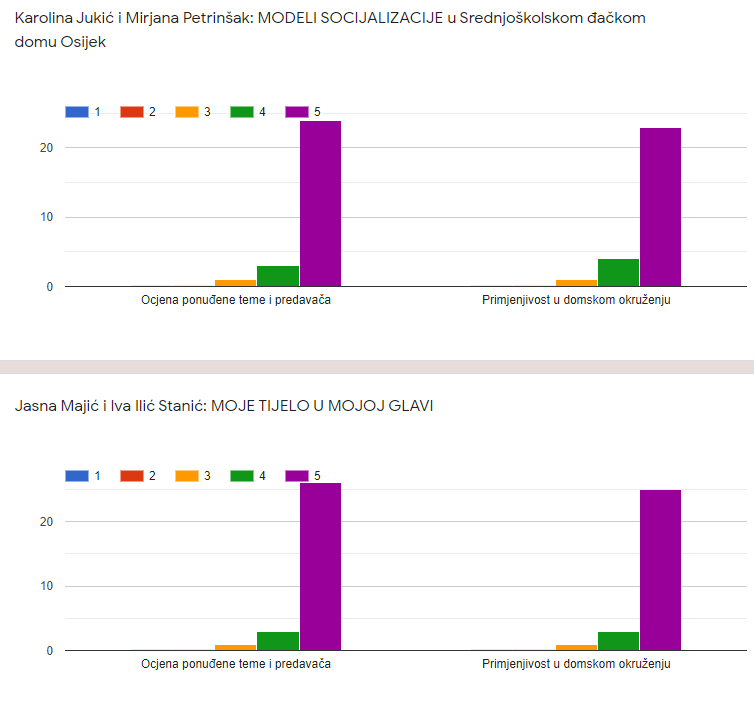 Karolina Jukić i Mirjana Petrinšak: MODELI SOCIJALIZACIJE u Srednjoškolskom đačkom
domu Osijek
1 2 3 4 5
20
10
0
Ocjena ponuđene teme i predavača Primjenjivost u domskom okruženju
Jasna Majić i Iva Ilić Stanić: MOJE TIJELO U MOJOJ GLAVI
1 2 3 4 5
20
10
0
Ocjena ponuđene teme i predavača Primjenjivost u domskom okruženju